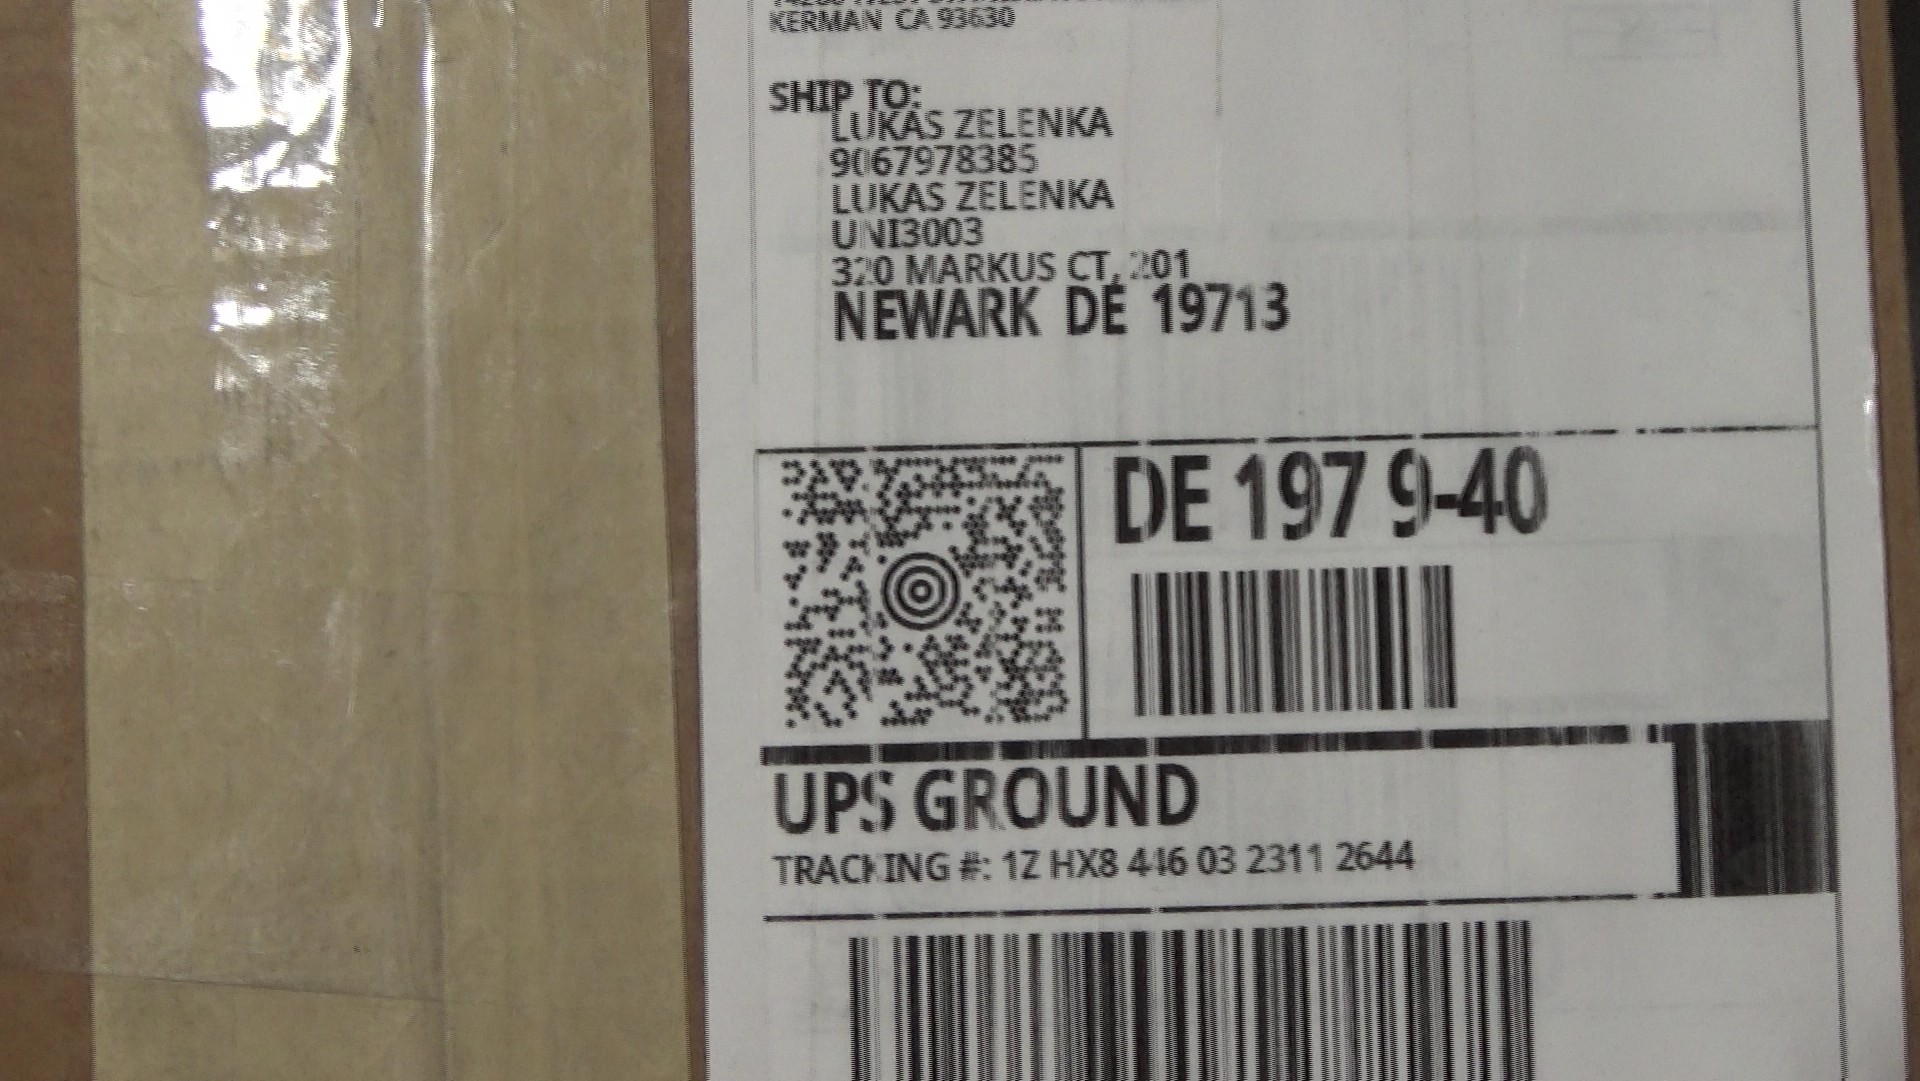 KERMAN CA 93630
SHIP TO:
LUKAS ZELENKA
9067978385
LUKAS ZELENKA
UNI3003
320 MARKUS CT, 201
NEWARK DE 19713
DE 197 9-40
UPS GROUND
TRACKING #: 1Z HX8 446 03 2311 2644